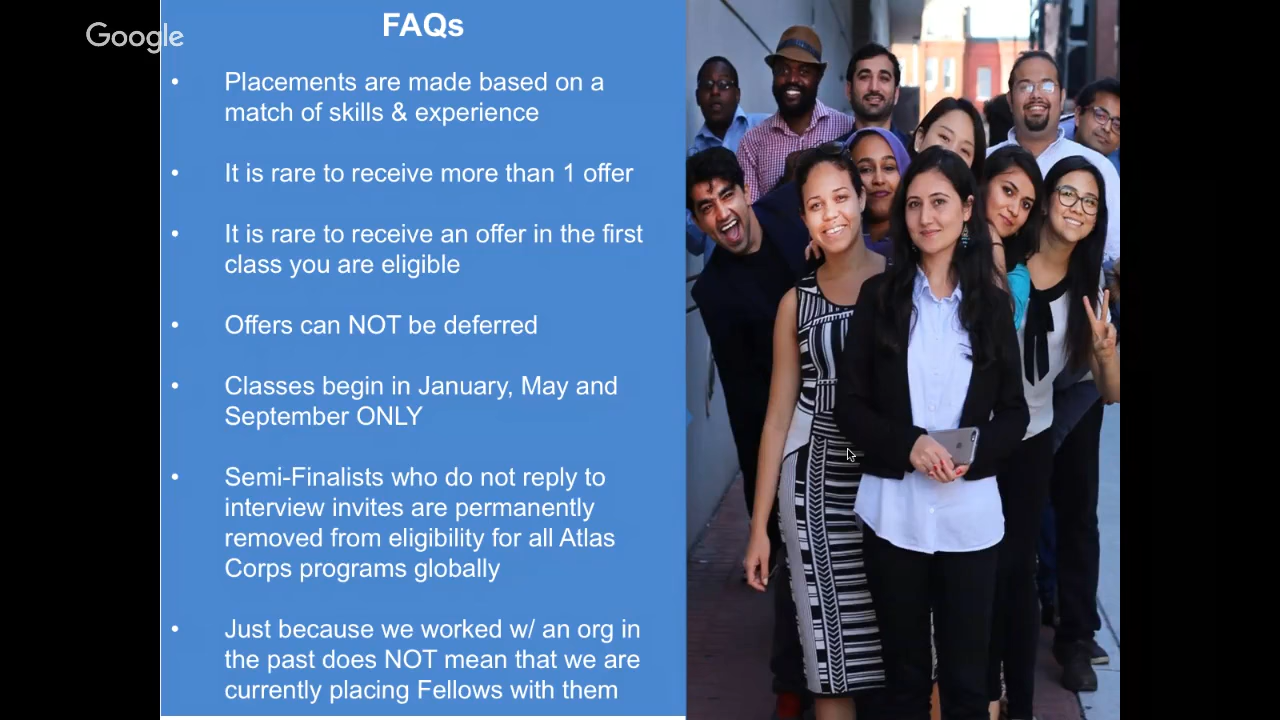 FAQs
Google
• Placements are made based on a
match of skills & experience
• It is rare to receive more than 1 offer
• It is rare to receive an offer in the first
class you are eligible
• Offers can NOT be deferred
• Classes begin in January, May and
September ONLY
• Semi-Finalists who do not reply to
interview invites are permanently
removed from eligibility for all Atlas
Corps programs globally
• Just because we worked w/ an org in
the past does NOT mean that we are
currently placing Fellows with them